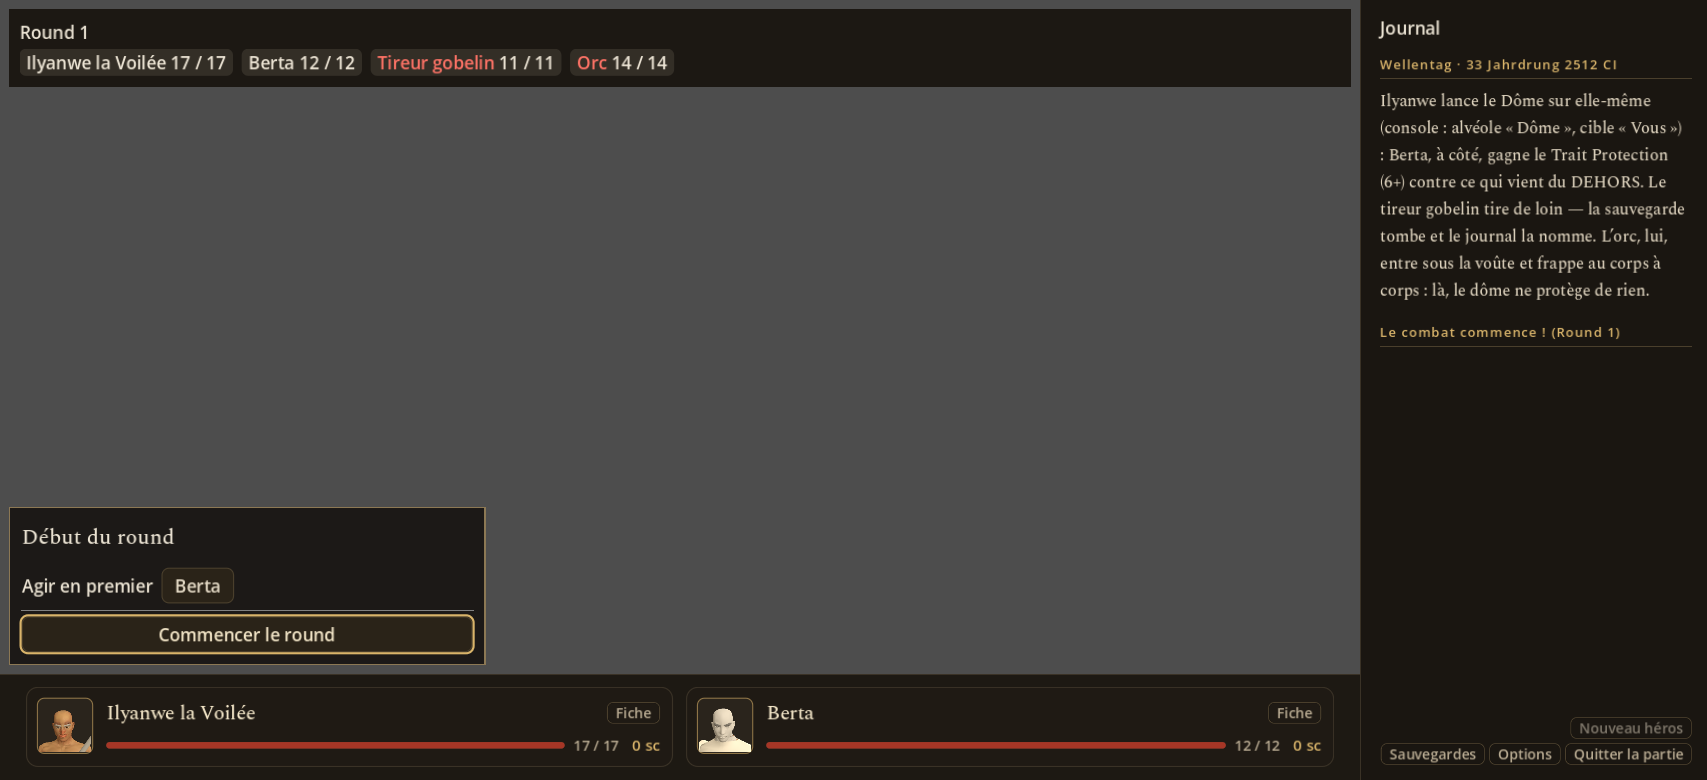 Round 1
Ilyanwe la Voilée 17 / 17 Berta 12 / 12 Tireur gobelin 11 / 11 Orc 14 / 14
Début du round
Agir en premier Berta
Commencer le round
Ilyanwe la Voilée Fiche
17 / 17 0 sc
Berta Fiche
12 / 12 0 sc
Journal
Wellentag · 33 Jahrdrung 2512 CI
Ilyanwe lance le Dôme sur elle-même
(console : alvéole « Dôme », cible « Vous »)
: Berta, à côté, gagne le Trait Protection
(6+) contre ce qui vient du DEHORS. Le
tireur gobelin tire de loin — la sauvegarde
tombe et le journal la nomme. L’orc, lui,
entre sous la voûte et frappe au corps à
corps : là, le dôme ne protège de rien.
Le combat commence ! (Round 1)
Nouveau héros
Sauvegardes Options Quitter la partie